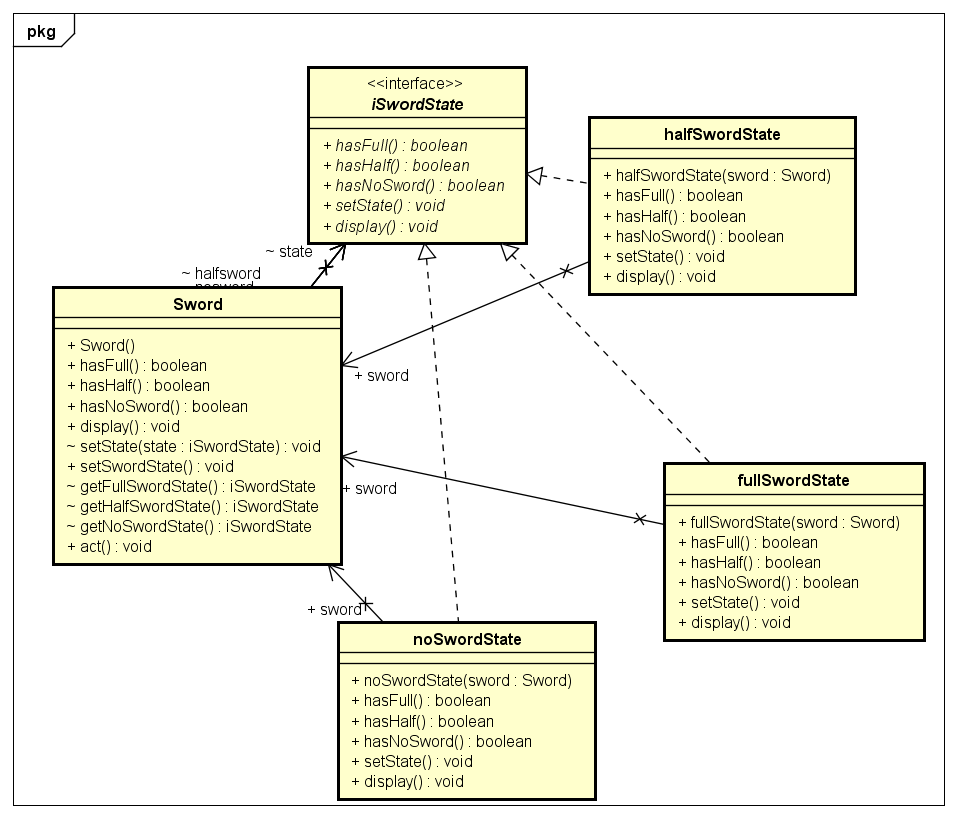 pkg
<<interface>>
iSwordState
+ hasFull() : boolean
+ hasHalf() : boolean
+ hasNoSword() : boolean
+ setState() : void
+ display() : void
halfSwordState
+ halfSwordState(sword : Sword)
+ hasFull() : boolean
+ hasHalf() : boolean
+ hasNoSword() : boolean
+ setState() : void
+ display() : void
~ state
~ halfsword
nosword
+ sword
Sword
+ Sword()
+ hasFull() : boolean
+ hasHalf() : boolean
+ hasNoSword() : boolean
+ display() : void
~ setState(state : iSwordState) : void
+ setSwordState() : void
~ getFullSwordState() : iSwordState
~ getHalfSwordState() : iSwordState
~ getNoSwordState() : iSwordState
+ act() : void
+ sword
fullSwordState
+ fullSwordState(sword : Sword)
+ hasFull() : boolean
+ hasHalf() : boolean
+ hasNoSword() : boolean
+ setState() : void
+ display() : void
+ sword
noSwordState
+ noSwordState(sword : Sword)
+ hasFull() : boolean
+ hasHalf() : boolean
+ hasNoSword() : boolean
+ setState() : void
+ display() : void